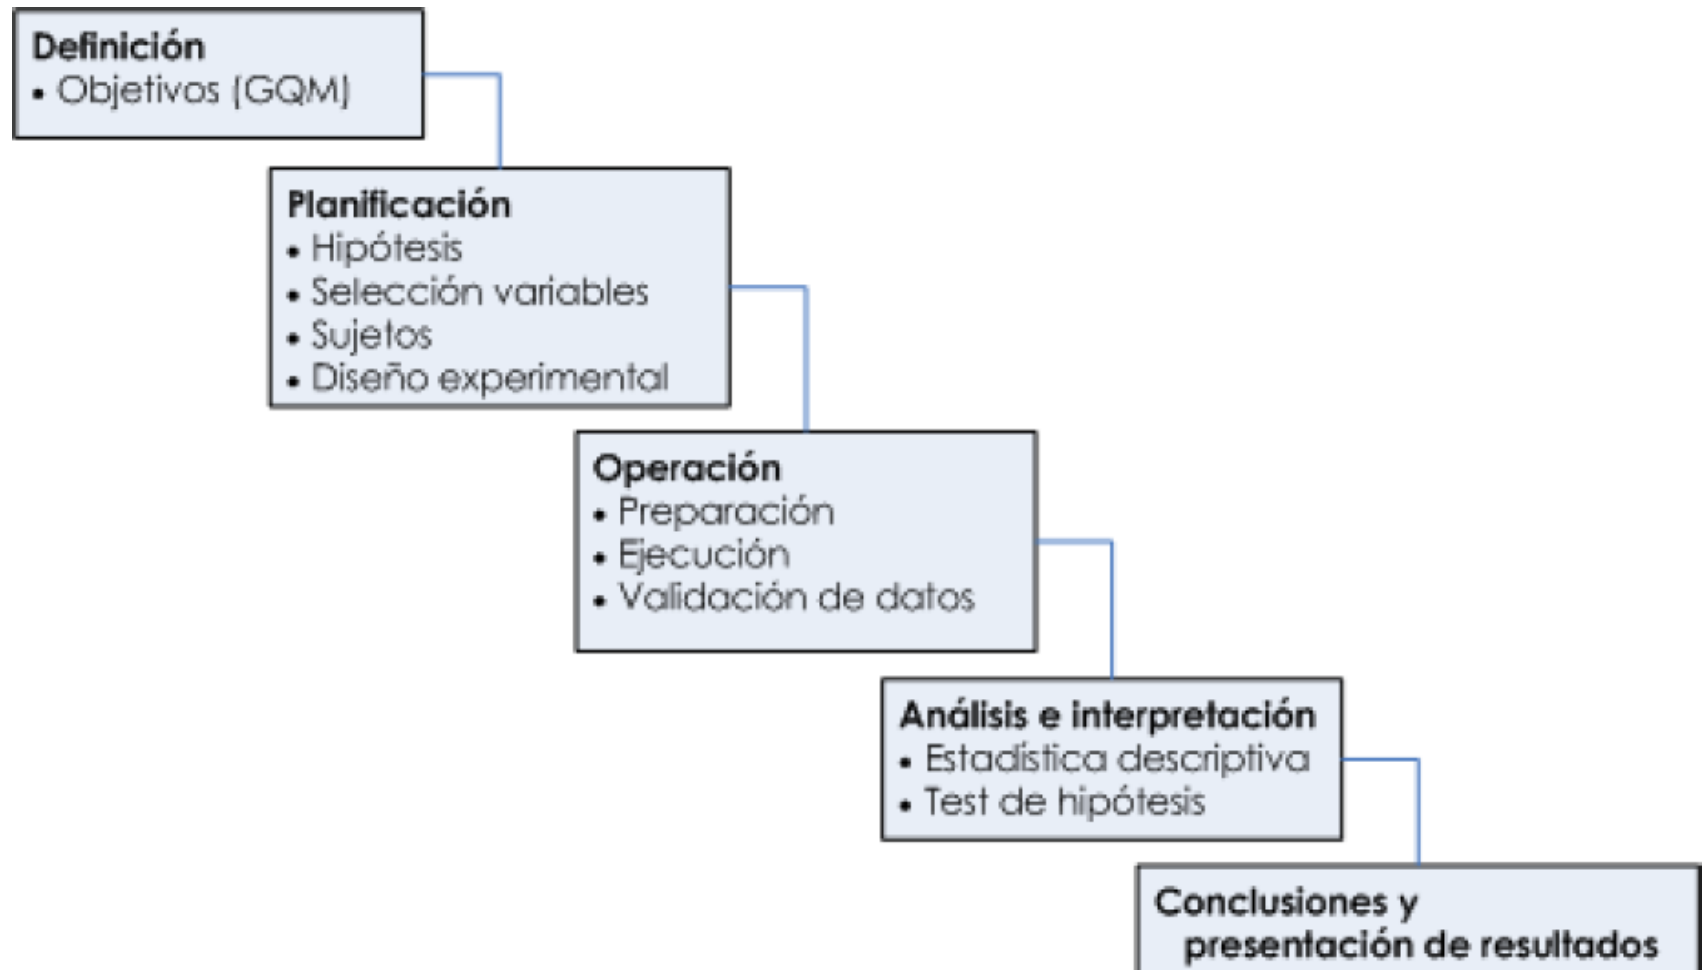 Definición
• Objetivos (GQM)
Planificación
• Hipótesis
• Selección variables
• Sujetos
• Diseño experimental
Operación
• Preparación
• Ejecución
• Validación de datos
Análisis e interpretación
• Estadística descriptiva
• Test de hipótesis
Conclusiones y
presentación de resultados